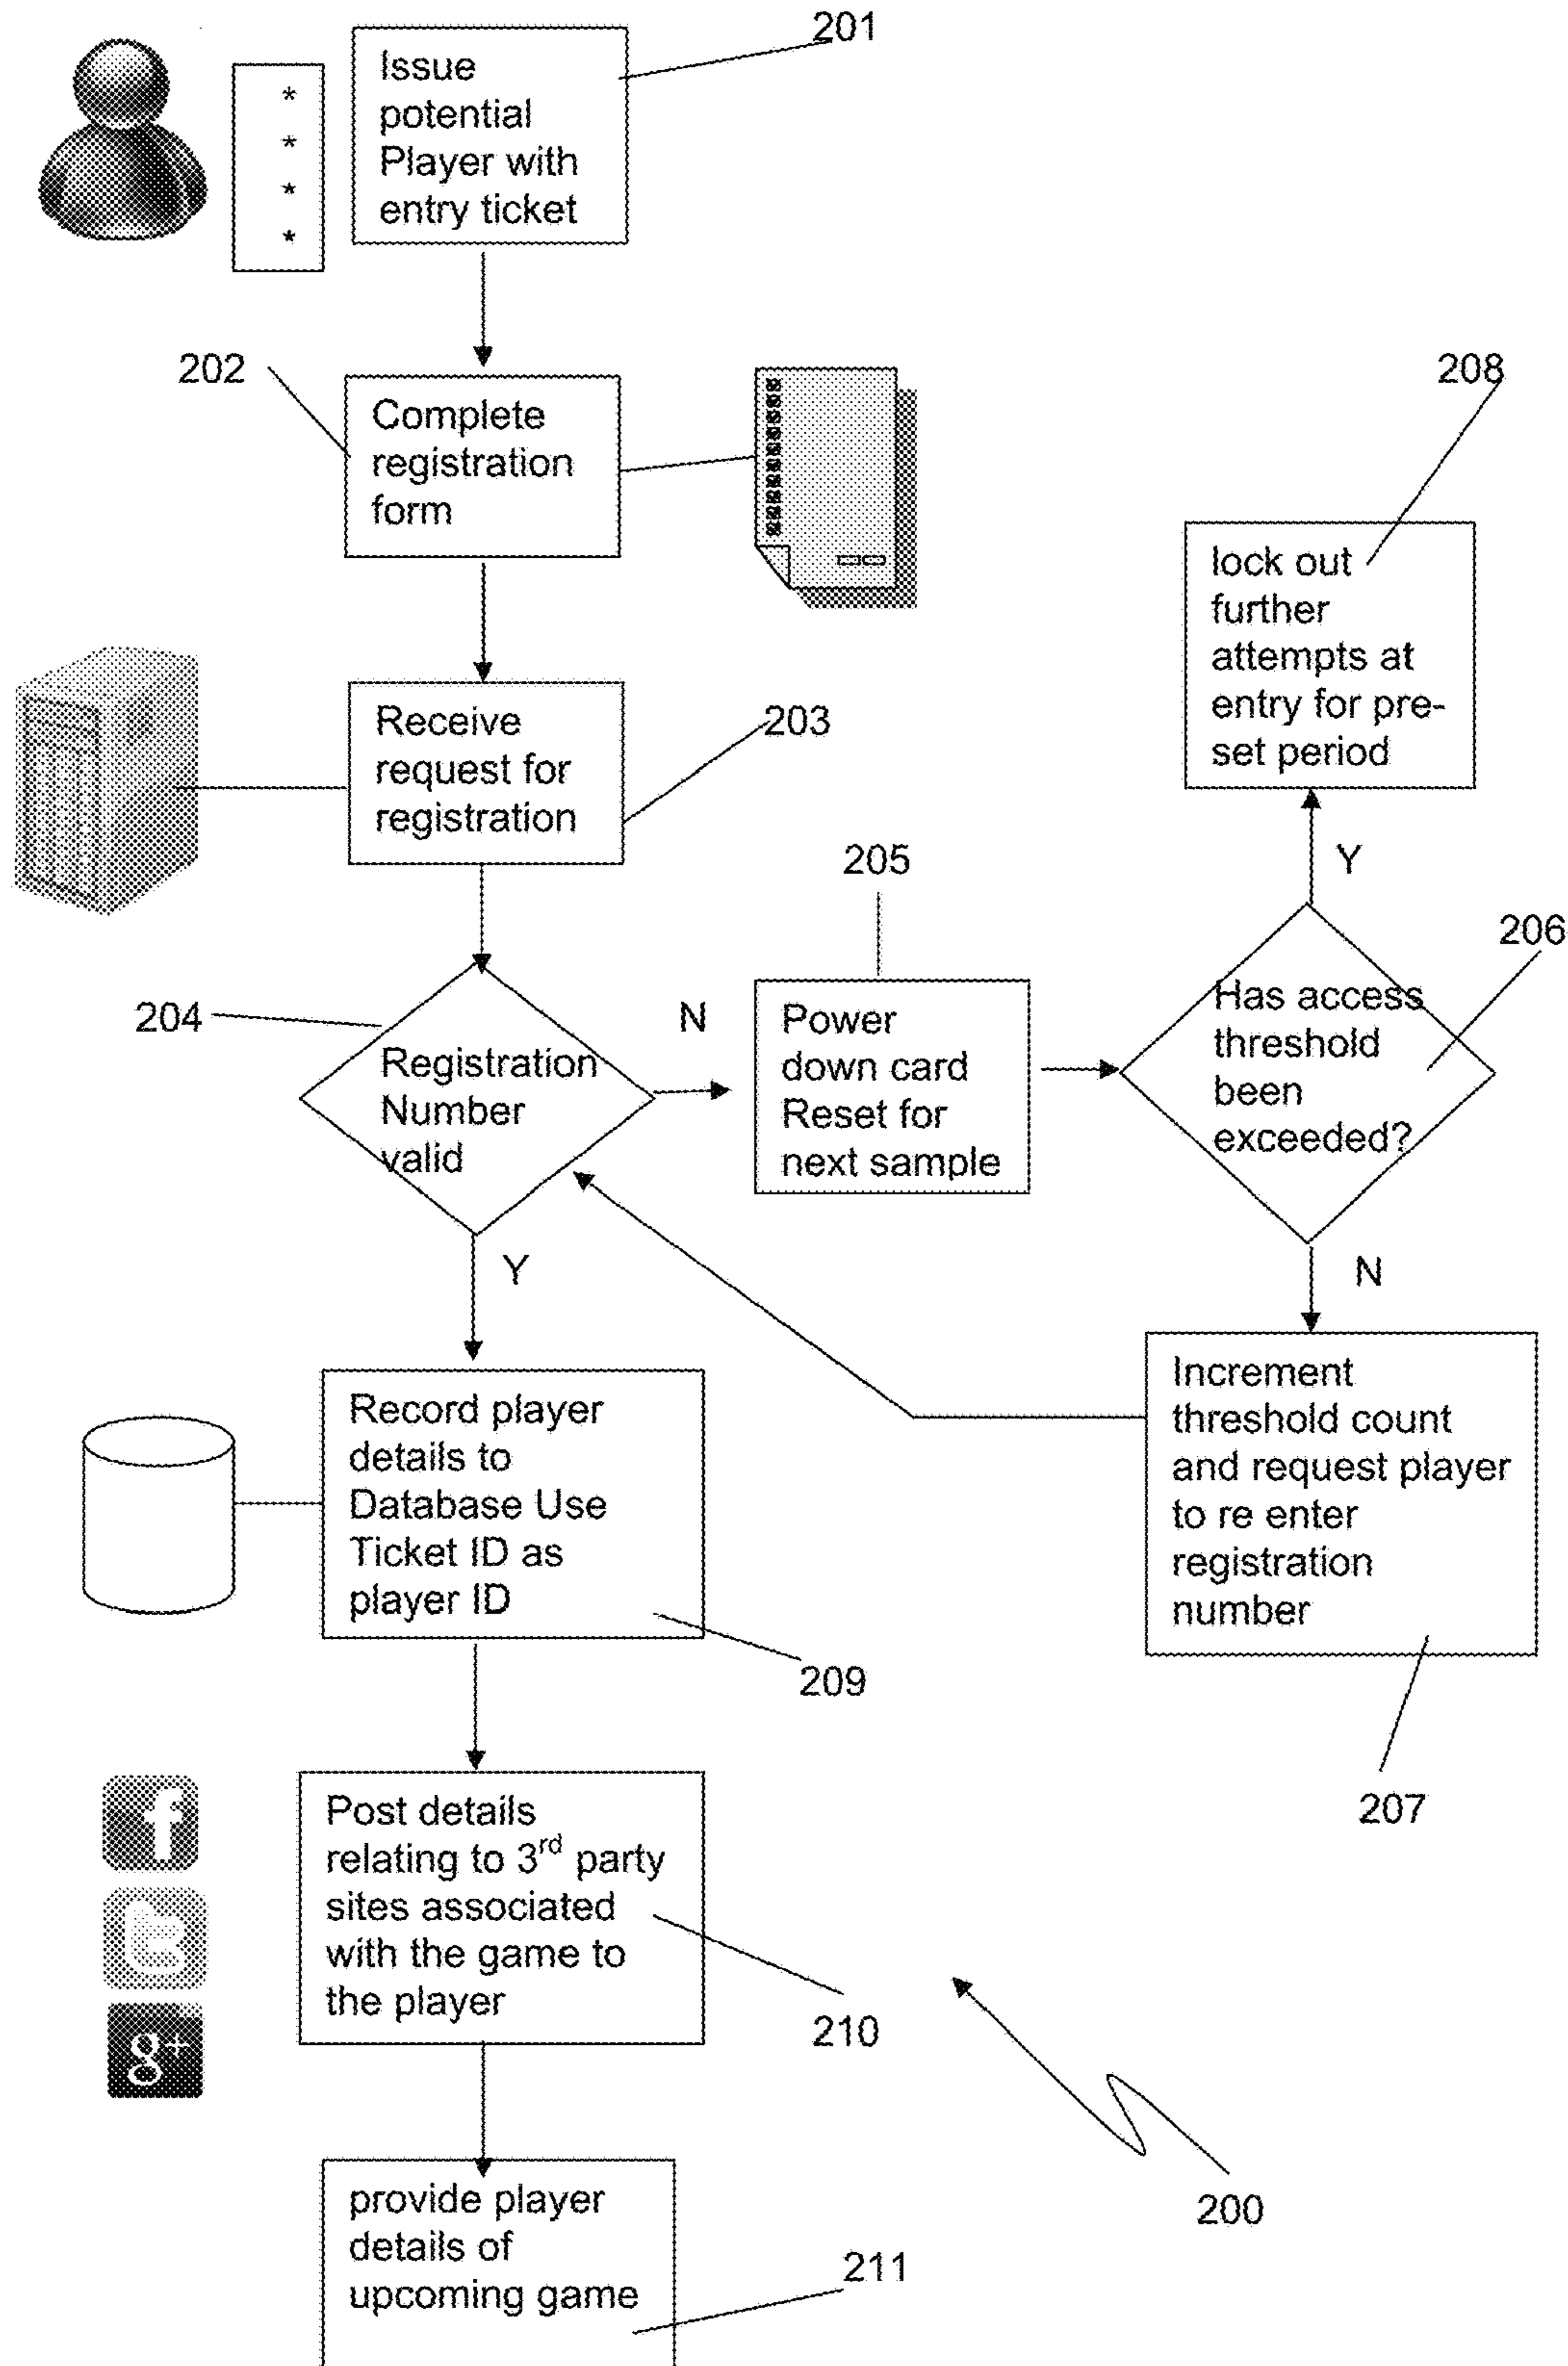 201
Issue
potential
Player with
entry ticket
*
*
*
*
202
Complete
registration
form
208
lock out
further
attempts at
entry for pre-
set period
Receive
request for
registration
203
205
Y
206
204
N
Registration
Number
valid
Power
down card
Reset for
next sample
Has access
threshold
been
exceeded?
Y
N
Record player
details to
Database Use
Ticket ID as
player ID
209
Increment
threshold count
and request player
to re enter
registration
number
207
f
t
g+
Post details
relating to 3rd party
sites associated
with the game to
the player
210
200
provide player
details of
upcoming game
211